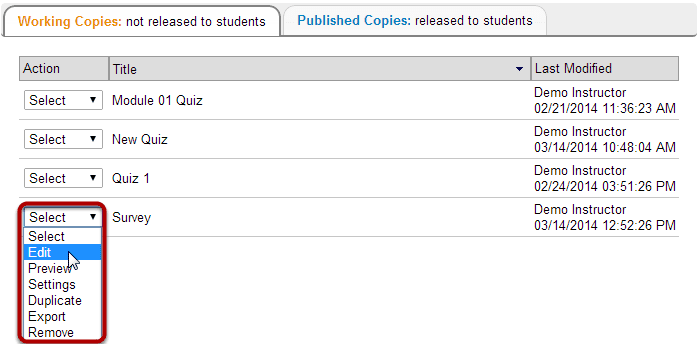 Working Copies: not released to students
Published Copies: released to students
Action Title Last Modified
Select Module 01 Quiz Demo Instructor
02/21/2014 11:36:23 AM
Select New Quiz Demo Instructor
03/14/2014 10:48:04 AM
Select Quiz 1 Demo Instructor
02/24/2014 03:51:26 PM
Select Survey Demo Instructor
03/14/2014 12:52:26 PM
Select
Edit
Preview
Settings
Duplicate
Export
Remove